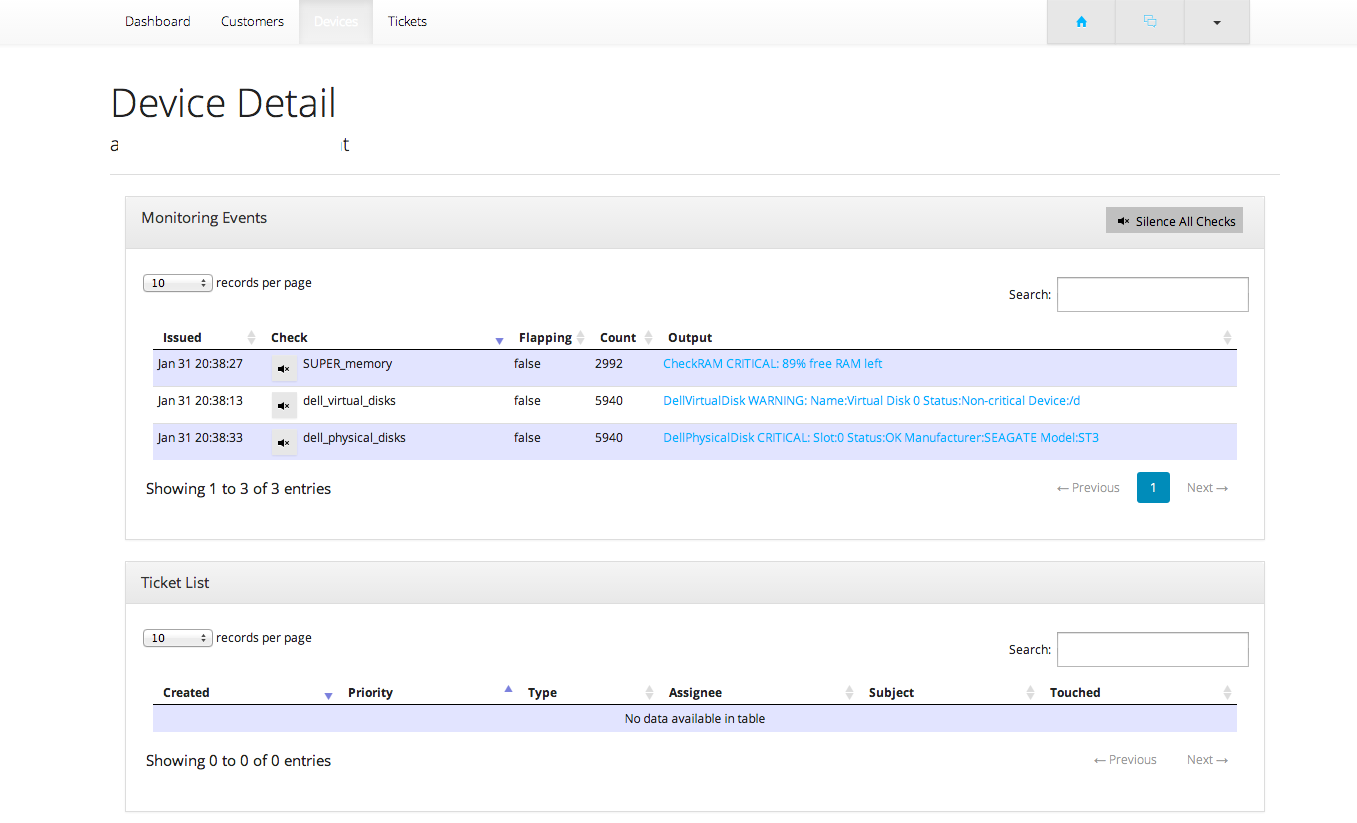 Dashboard Customers Devices Tickets
Device Detail
a t
Monitoring Events Silence All Checks
10 records per page
Search:
Issued Check Flapping Count Output
Jan 31 20:38:27 SUPER_memory false 2992 CheckRAM CRITICAL: 89% free RAM left
Jan 31 20:38:13 dell_virtual_disks false 5940 DellVirtualDisk WARNING: Name:Virtual Disk 0 Status:Non-critical Device:/d
Jan 31 20:38:33 dell_physical_disks false 5940 DellPhysicalDisk CRITICAL: Slot:0 Status:OK Manufacturer:SEAGATE Model:ST3
Showing 1 to 3 of 3 entries ← Previous 1 Next →
Ticket List
10 records per page
Search:
Created Priority Type Assignee Subject Touched
No data available in table
Showing 0 to 0 of 0 entries ← Previous Next →